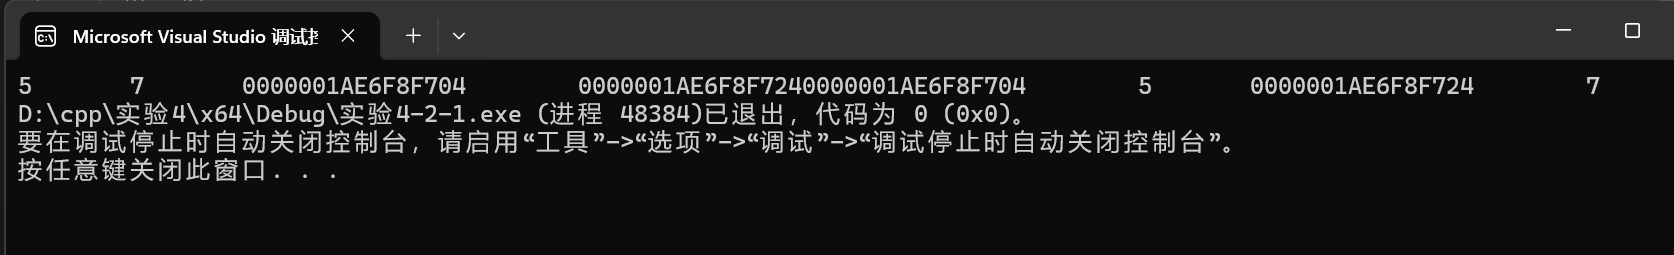 Microsoft Visual Studio 调试
5 7 0000001AE6F8F704 0000001AE6F8F7240000001AE6F8F704 5 0000001AE6F8F724 7
D:\cpp\实验4\x64\Debug\实验4-2-1.exe (进程 48384)已退出，代码为 0 (0x0)。
要在调试停止时自动关闭控制台，请启用“工具”->“选项”->“调试”->“调试停止时自动关闭控制台”。
按任意键关闭此窗口. . .